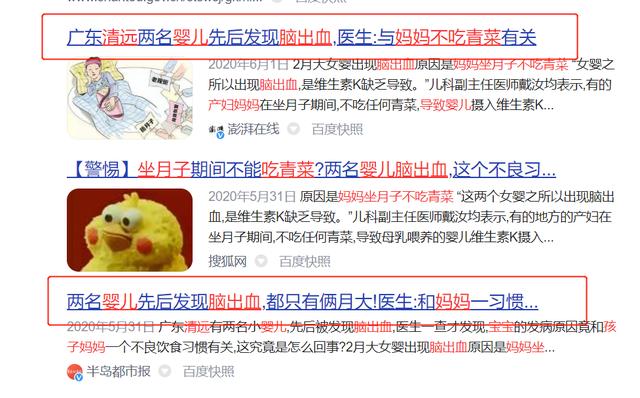 广东清远两名婴儿先后发现脑出血,医生:与妈妈不吃青菜有关
2020年6月1日 2月大女婴出现脑出血原因是妈妈坐月子不吃青菜 “女婴之
所以出现脑出血,是维生素K缺乏导致。”儿科副主任医师戴汝均表示,有的
产妇妈妈在坐月子期间,不吃任何青菜,导致婴儿摄入维生素K...
澎湃在线 百度快照
【警惕】坐月子期间不能吃青菜?两名婴儿脑出血,这个不良习...
2020年5月31日 原因是妈妈坐月子不吃青菜 “这两个女婴之所以出现脑出
血,是维生素K缺乏导致。”儿科副主任医师戴汝均表示,有的地方的产妇在
坐月子期间,不吃任何青菜,导致母乳喂养的婴儿维生素K摄入...
搜狐网 百度快照
两名婴儿先后发现脑出血,都只有俩月大!医生:和妈妈一习惯...
2020年5月31日 广东清远有两名小婴儿,先后被发现脑出血,医生一查才发现,宝宝的发病原因竟和孩
子妈妈一个不良饮食习惯有关,这究竟是怎么回事?2月大女婴出现脑出血原因是妈妈坐...
半岛都市报 百度快照